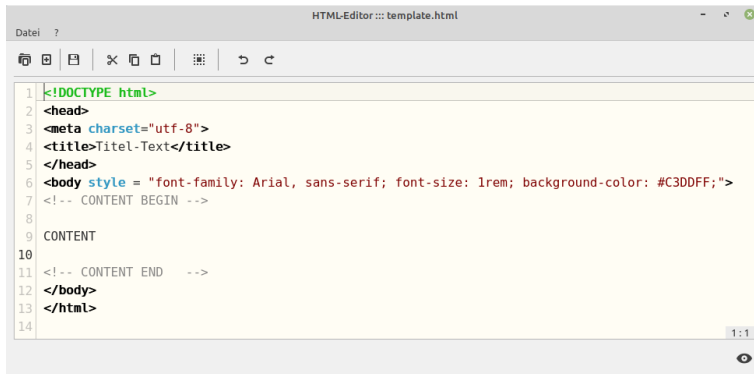 HTML-Editor ::: template.html
Datei ?
1 <!DOCTYPE html>
2 <head>
3 <meta charset="utf-8">
4 <title>Titel-Text</title>
5 </head>
6 <body style = "font-family: Arial, sans-serif; font-size: 1rem; background-color: #C3DDFF;">
7 <!-- CONTENT BEGIN -->
8
9 CONTENT
10
11 <!-- CONTENT END   -->
12 </body>
13 </html>
14
1 : 1